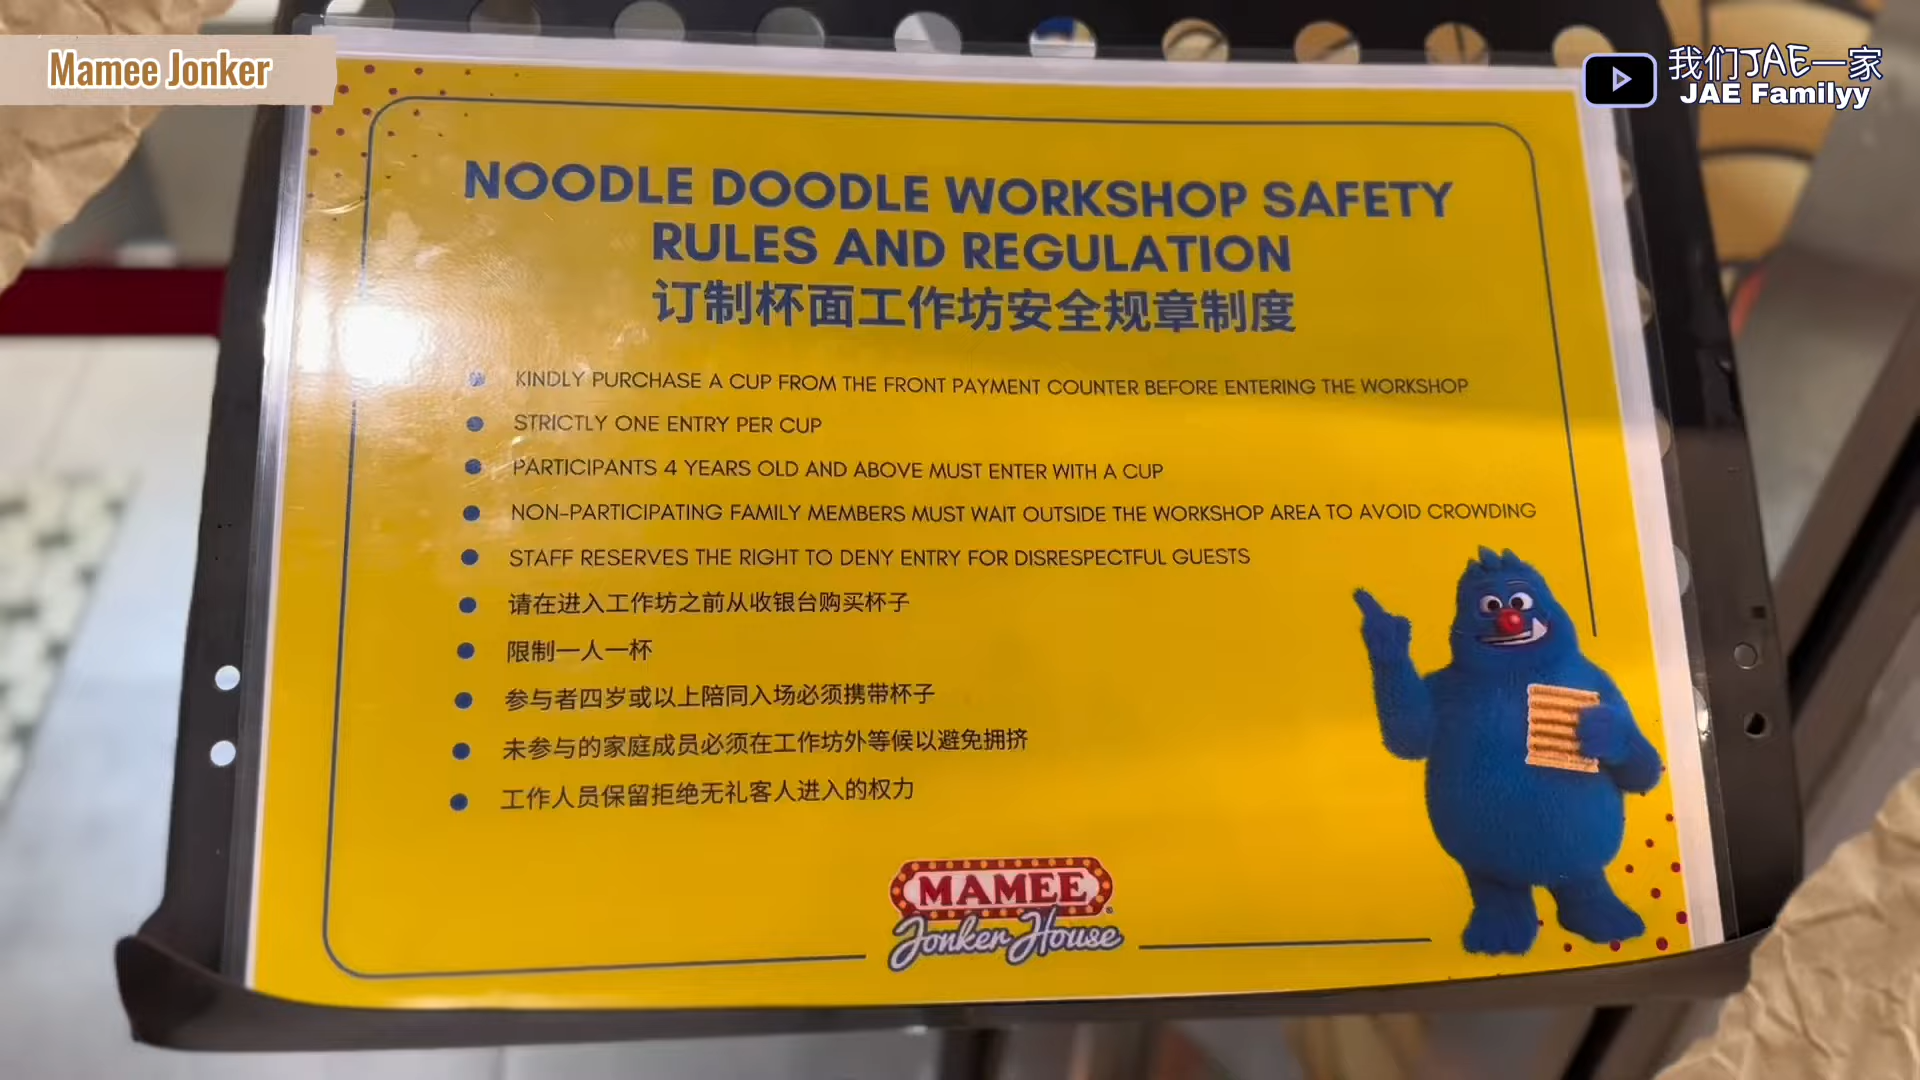 Mamee Jonker
我们JAE一家
JAE Familyy
NOODLE DOODLE WORKSHOP SAFETY
RULES AND REGULATION
订制杯面工作坊安全规章制度
KINDLY PURCHASE A CUP FROM THE FRONT PAYMENT COUNTER BEFORE ENTERING THE WORKSHOP
STRICTLY ONE ENTRY PER CUP
PARTICIPANTS 4 YEARS OLD AND ABOVE MUST ENTER WITH A CUP
NON-PARTICIPATING FAMILY MEMBERS MUST WAIT OUTSIDE THE WORKSHOP AREA TO AVOID CROWDING
STAFF RESERVES THE RIGHT TO DENY ENTRY FOR DISRESPECTFUL GUESTS
请在进入工作坊之前从收银台购买杯子
限制一人一杯
参与者四岁或以上陪同入场必须携带杯子
未参与的家庭成员必须在工作坊外等候以避免拥挤
工作人员保留拒绝无礼客人进入的权力
MAMEE
Jonker House